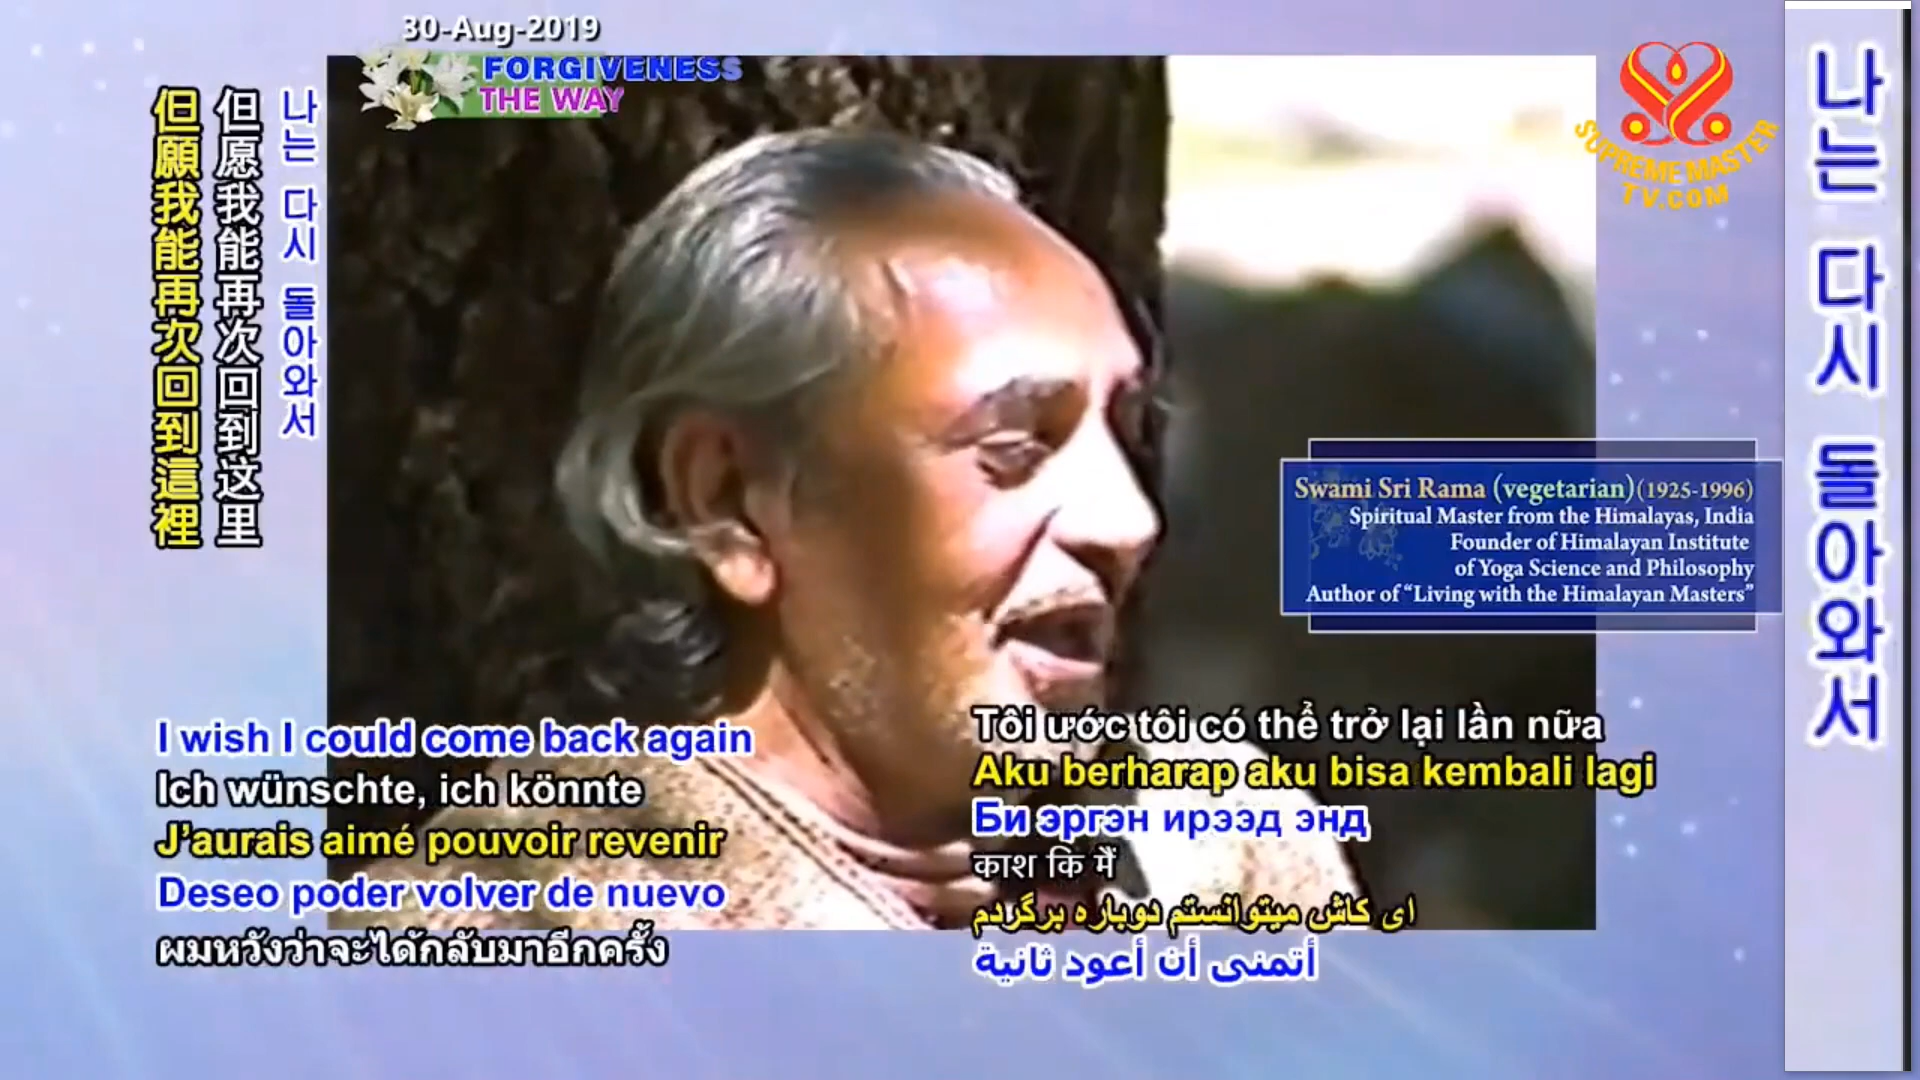 30-Aug-2019
FORGIVENESS
THE WAY
SUPREME MASTER
TV.COM
但願我能再次回到這裡
但愿我能再次回到这里
나는 다시 돌아와서
나는 다시 돌아와서
Swami Sri Rama (vegetarian)(1925-1996)
Spiritual Master from the Himalayas, India
Founder of Himalayan Institute
of Yoga Science and Philosophy
Author of “Living with the Himalayan Masters”
I wish I could come back again
Ich wünschte, ich könnte
J’aurais aimé pouvoir revenir
Deseo poder volver de nuevo
ผมหวังว่าจะได้กลับมาอีกครั้ง
Tôi ước tôi có thể trở lại lần nữa
Aku berharap aku bisa kembali lagi
Би эргэн ирээд энд
काश कि मैं
ای کاش میتوانستم دوباره برگردم
أتمنى أن أعود ثانية